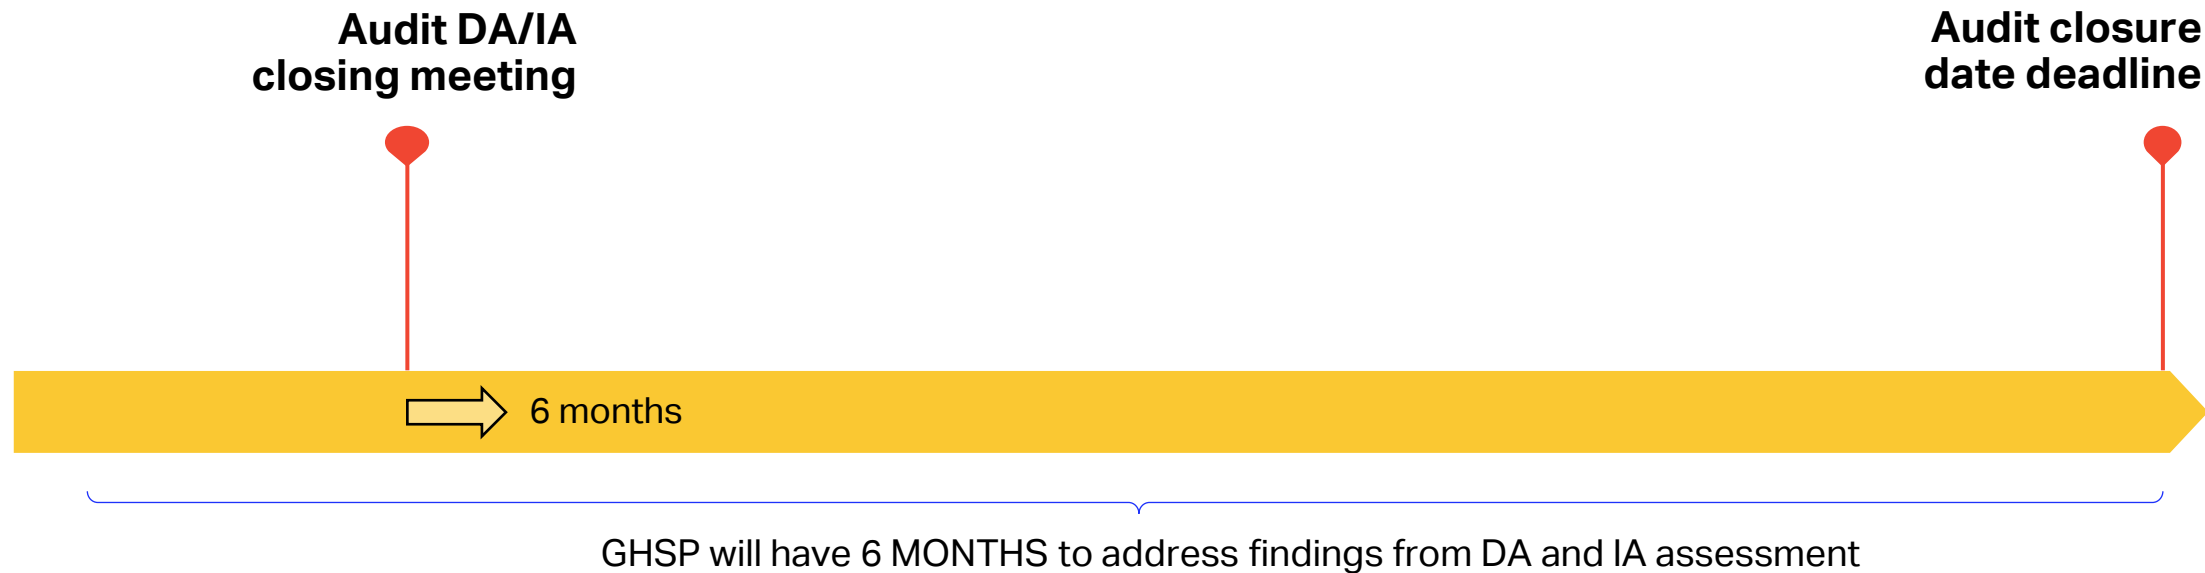 Audit DA/IA
closing meeting
Audit closure
date deadline
6 months
GHSP will have 6 MONTHS to address findings from DA and IA assessment